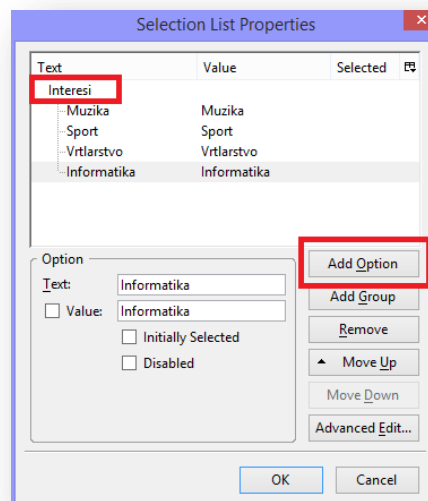 Selection List Properties
Text Value Selected
Interesi
Muzika Muzika
Sport Sport
Vrtlarstvo Vrtlarstvo
Informatika Informatika
Option
Text: Informatika
Value: Informatika
Initially Selected
Disabled
Add Option
Add Group
Remove
Move Up
Move Down
Advanced Edit...
OK Cancel